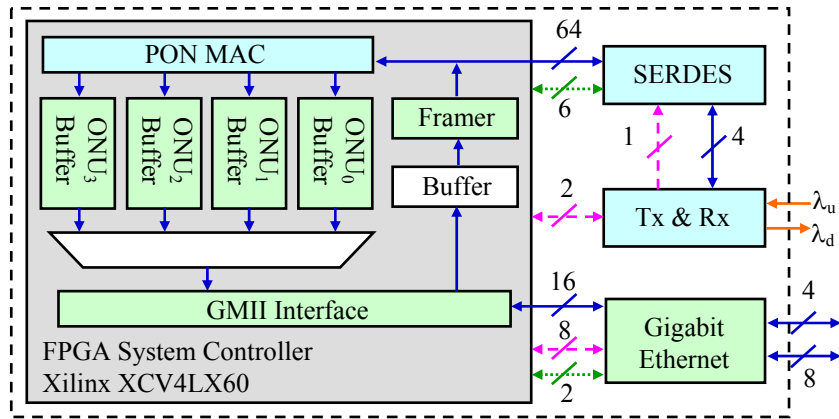 PON MAC
64
SERDES
6
ONU3 Buffer
ONU2 Buffer
ONU1 Buffer
ONU0 Buffer
Framer
1
4
Buffer
2
Tx & Rx
λu
λd
GMII Interface
16
4
8
Gigabit
Ethernet
8
2
FPGA System Controller
Xilinx XCV4LX60